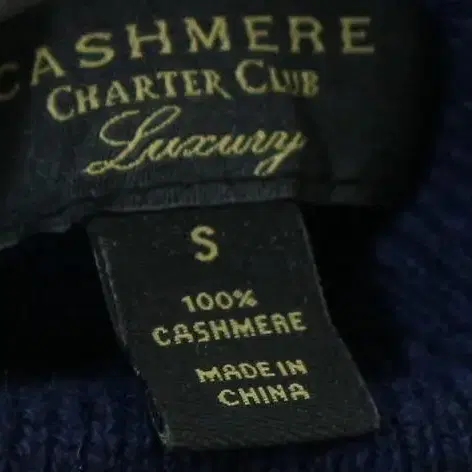 CASHMERE
CHARTER CLUB
Luxury
S
100%
CASHMERE
MADE IN
CHINA